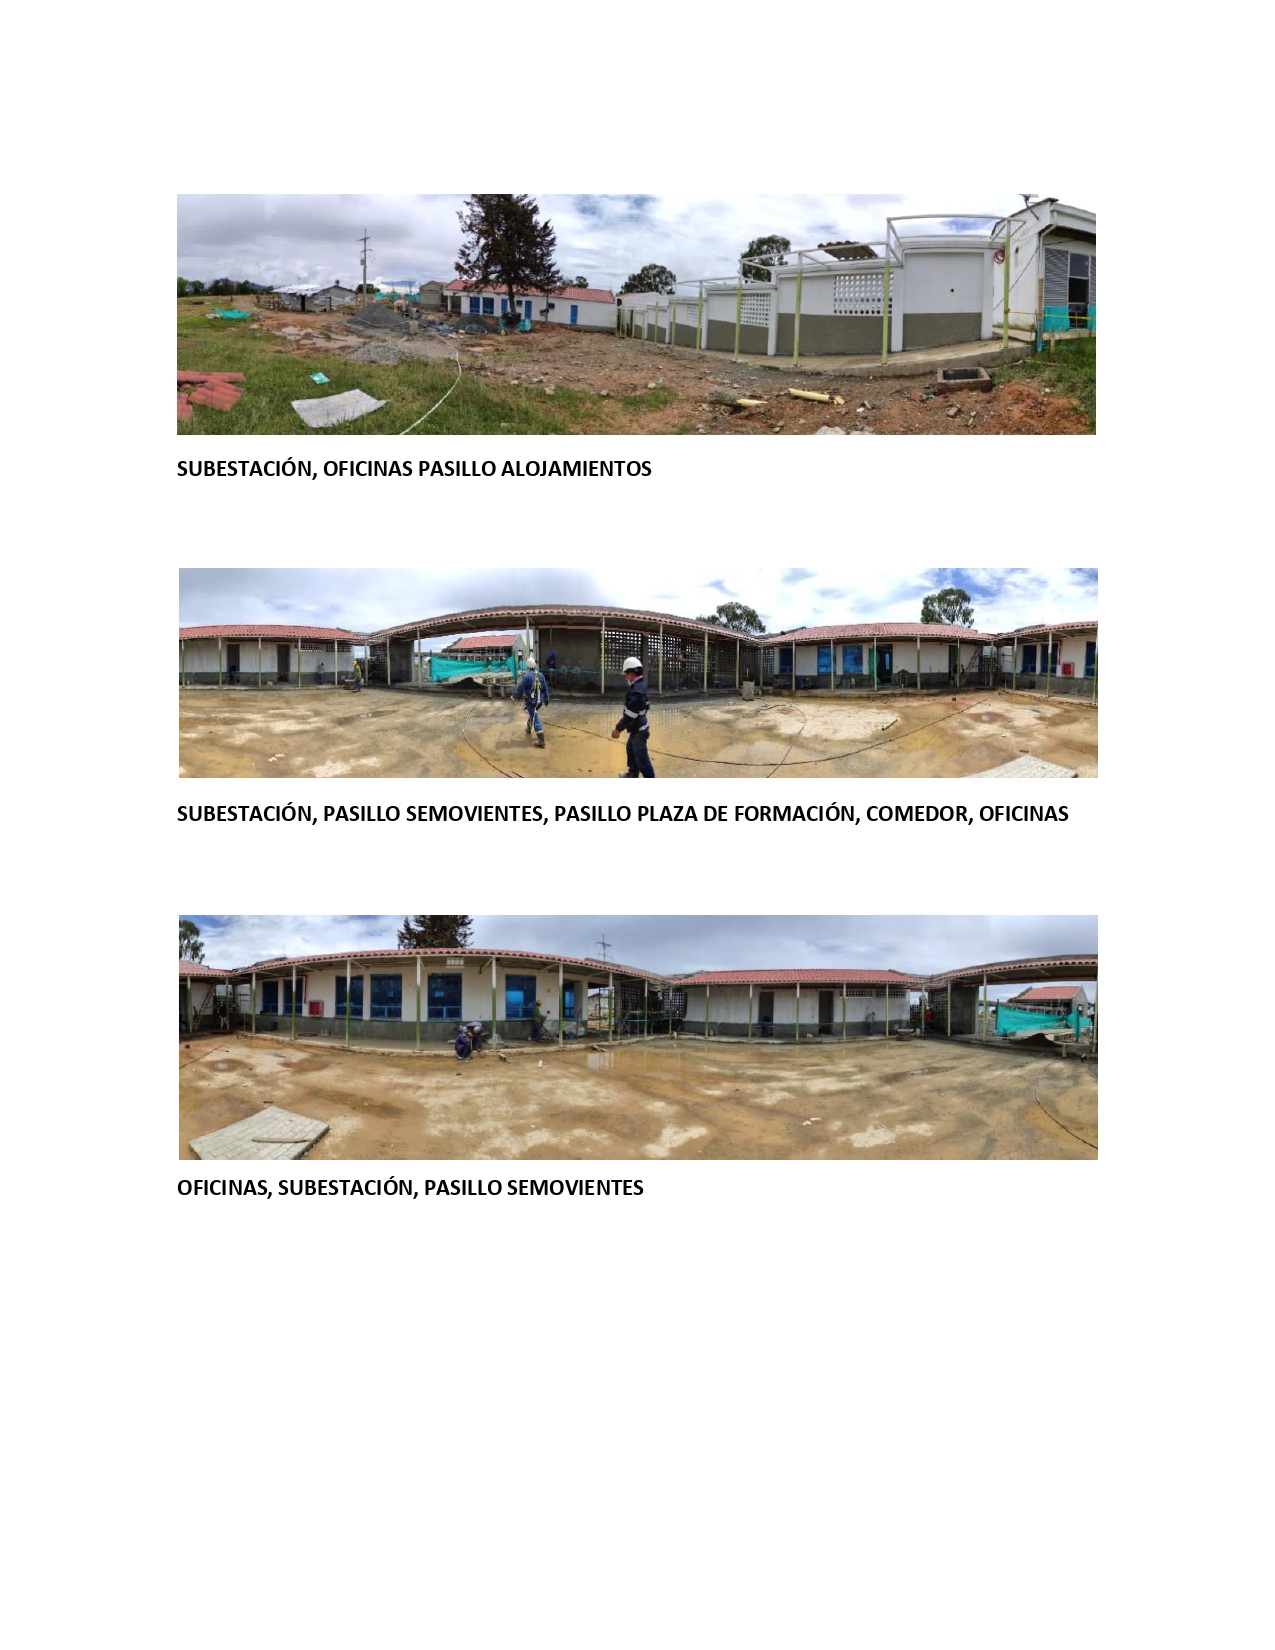 SUBESTACIÓN, OFICINAS PASILLO ALOJAMIENTOS
SUBESTACIÓN, PASILLO SEMOVIENTES, PASILLO PLAZA DE FORMACIÓN, COMEDOR, OFICINAS
OFICINAS, SUBESTACIÓN, PASILLO SEMOVIENTES